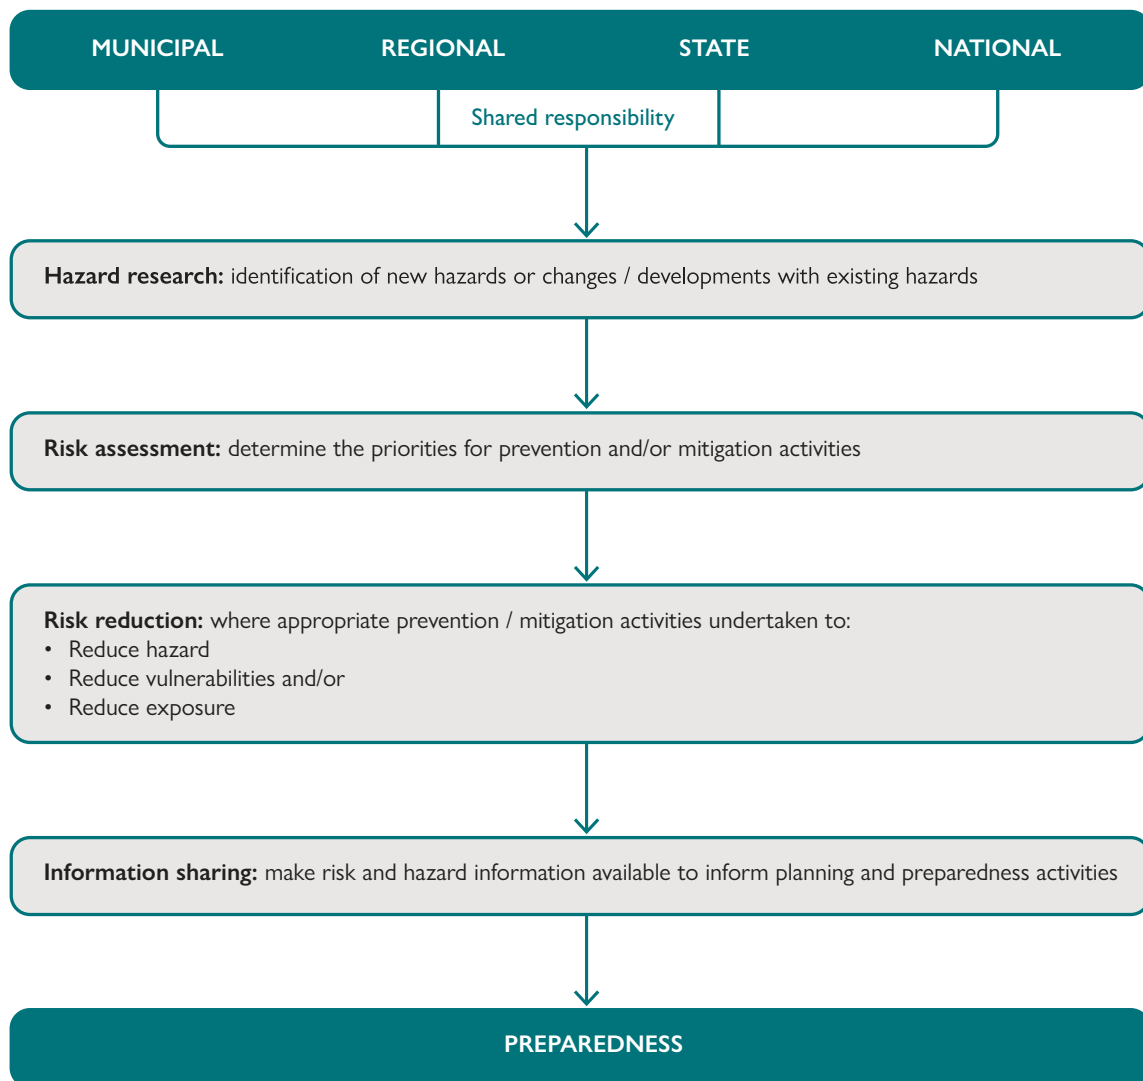 MUNICIPAL REGIONAL STATE NATIONAL
Shared responsibility
Hazard research: identification of new hazards or changes / developments with existing hazards
Risk assessment: determine the priorities for prevention and/or mitigation activities
Risk reduction: where appropriate prevention / mitigation activities undertaken to:
• Reduce hazard
• Reduce vulnerabilities and/or
• Reduce exposure
Information sharing: make risk and hazard information available to inform planning and preparedness activities
PREPAREDNESS